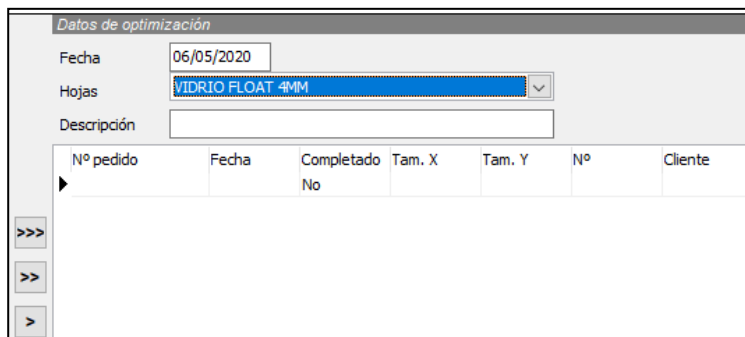 Datos de optimización
Fecha 06/05/2020
Hojas VIDRIO FLOAT 4MM
Descripción
Nº pedido Fecha Completado Tam. X Tam. Y Nº Cliente
No
>>>
>>
>